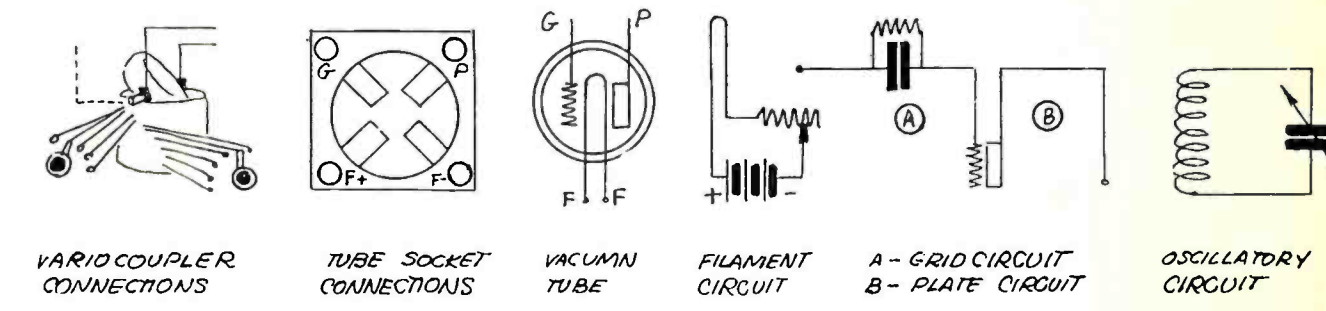 G
P
F+
F-
G
P
F F
+
-
A
B
VARIOCOUPLER
CONNECTIONS
TUBE SOCKET
CONNECTIONS
VACUMN
TUBE
FILAMENT
CIRCUIT
A - GRID CIRCUIT
B - PLATE CIRCUIT
OSCILLATORY
CIRCUIT